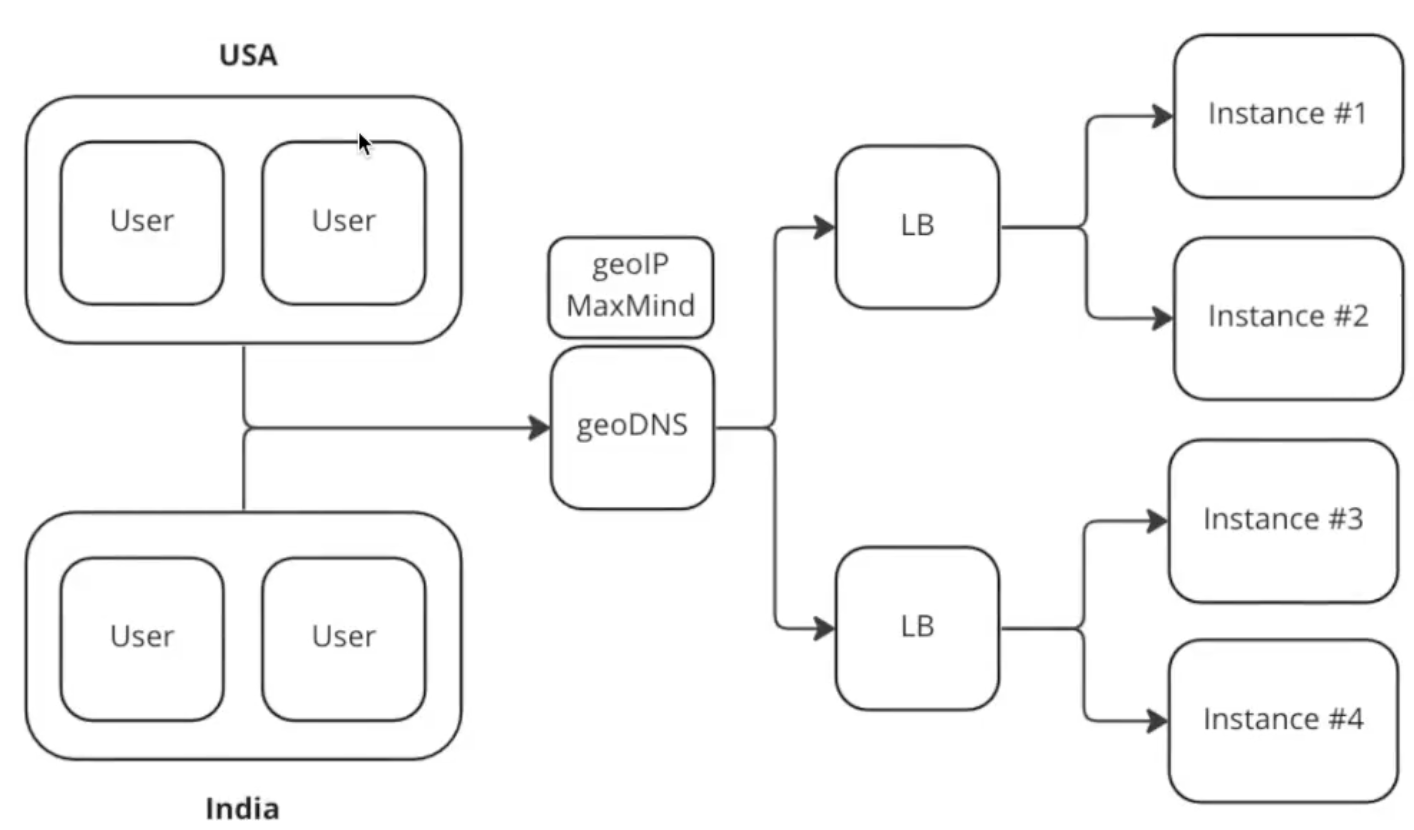 USA
User
User
geoIP
MaxMind
geoDNS
LB
Instance #1
Instance #2
User
User
India
LB
Instance #3
Instance #4